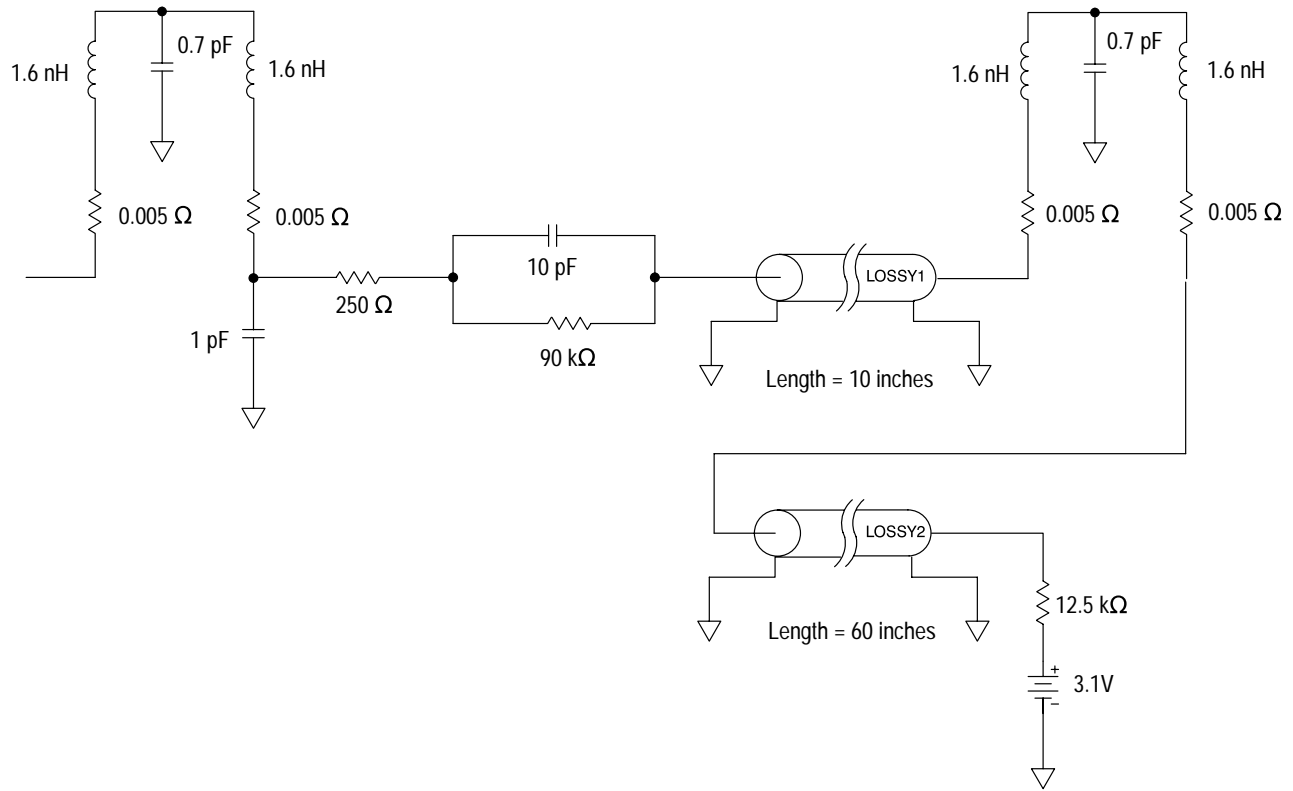 1.6 nH
0.7 pF
1.6 nH
0.005 Ω
0.005 Ω
1.6 nH
0.7 pF
1.6 nH
0.005 Ω
0.005 Ω
10 pF
250 Ω
90 kΩ
1 pF
LOSSY1
Length = 10 inches
LOSSY2
Length = 60 inches
12.5 kΩ
+
3.1V
–